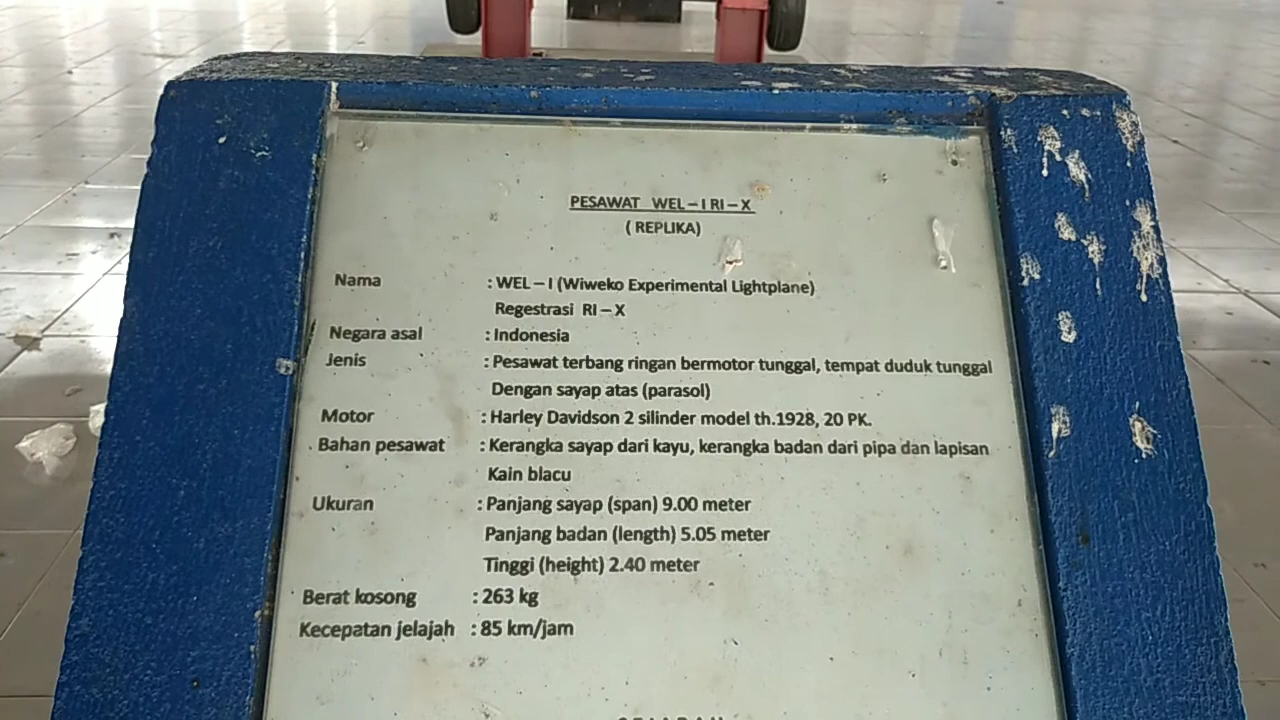 PESAWAT WEL – I RI – X
( REPLIKA)
Nama : WEL – I (Wiweko Experimental Lightplane)
Regestrasi RI – X
Negara asal : Indonesia
Jenis : Pesawat terbang ringan bermotor tunggal, tempat duduk tunggal
Dengan sayap atas (parasol)
Motor : Harley Davidson 2 silinder model th.1928, 20 PK.
Bahan pesawat : Kerangka sayap dari kayu, kerangka badan dari pipa dan lapisan
Kain blacu
Ukuran : Panjang sayap (span) 9.00 meter
Panjang badan (length) 5.05 meter
Tinggi (height) 2.40 meter
Berat kosong : 263 kg
Kecepatan jelajah : 85 km/jam